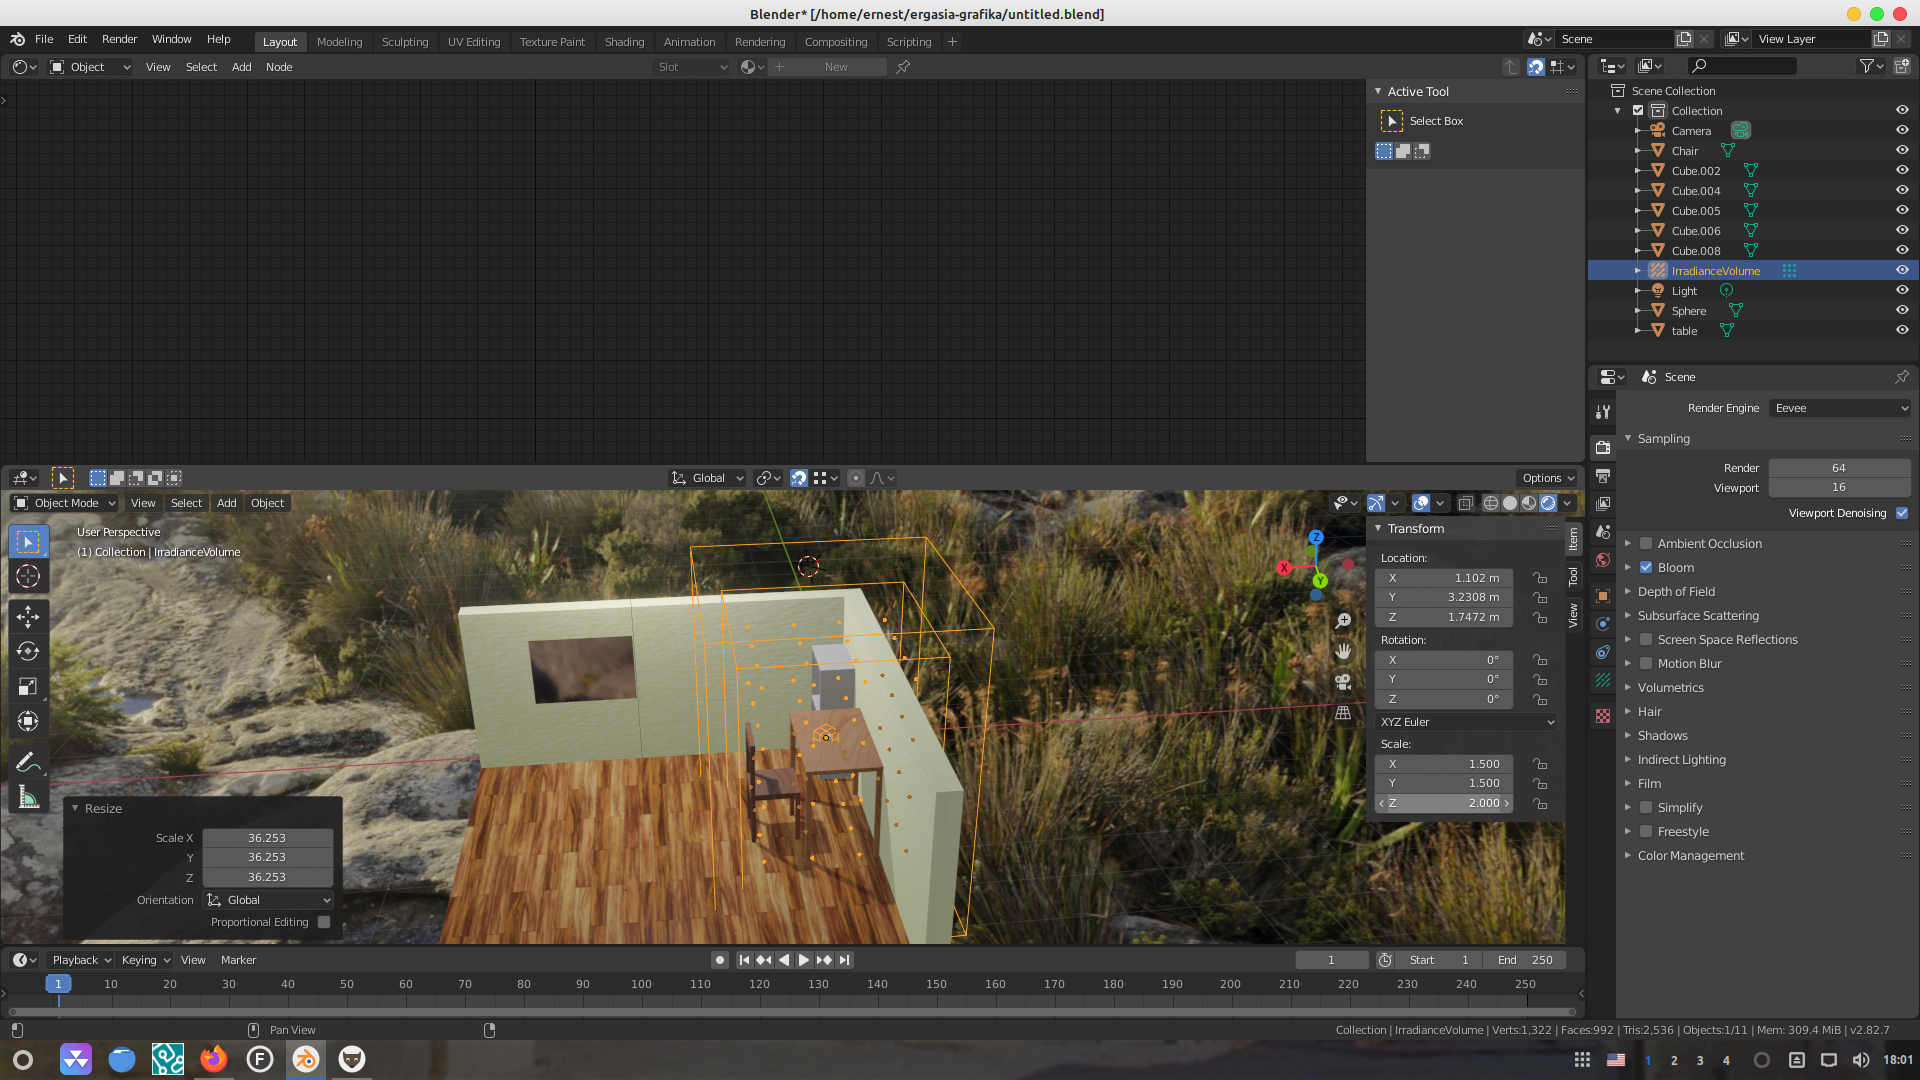 Blender* [/home/ernest/ergasia-grafika/untitled.blend]
File Edit Render Window Help Layout Modeling Sculpting UV Editing Texture Paint Shading Animation Rendering Compositing Scripting Scene View Layer
Object View Select Add Node Slot New
Active Tool
Select Box
Scene Collection
Collection
Camera
Chair
Cube.002
Cube.004
Cube.005
Cube.006
Cube.008
IrradianceVolume
Light
Sphere
table
Scene
Render Engine Eevee
Sampling
Render 64
Viewport 16
Viewport Denoising
Ambient Occlusion
Bloom
Depth of Field
Subsurface Scattering
Screen Space Reflections
Motion Blur
Volumetrics
Hair
Shadows
Indirect Lighting
Film
Simplify
Freestyle
Color Management
Global Options
Object Mode View Select Add Object
User Perspective
(1) Collection | IrradianceVolume
Z
X
Y
Transform
Location:
X 1.102 m
Y 3.2308 m
Z 1.7472 m
Rotation:
X 0°
Y 0°
Z 0°
XYZ Euler
Scale:
X 1.500
Y 1.500
Z 2.000
Item
Tool
View
Resize
Scale X 36.253
Y 36.253
Z 36.253
Orientation Global
Proportional Editing
Playback Keying View Marker 1 Start 1 End 250
1 10 20 30 40 50 60 70 80 90 100 110 120 130 140 150 160 170 180 190 200 210 220 230 240 250
Pan View
Collection | IrradianceVolume | Verts:1,322 | Faces:992 | Tris:2,536 | Objects:1/11 | Mem: 309.4 MiB | v2.82.7
F 1 2 3 4 18:01